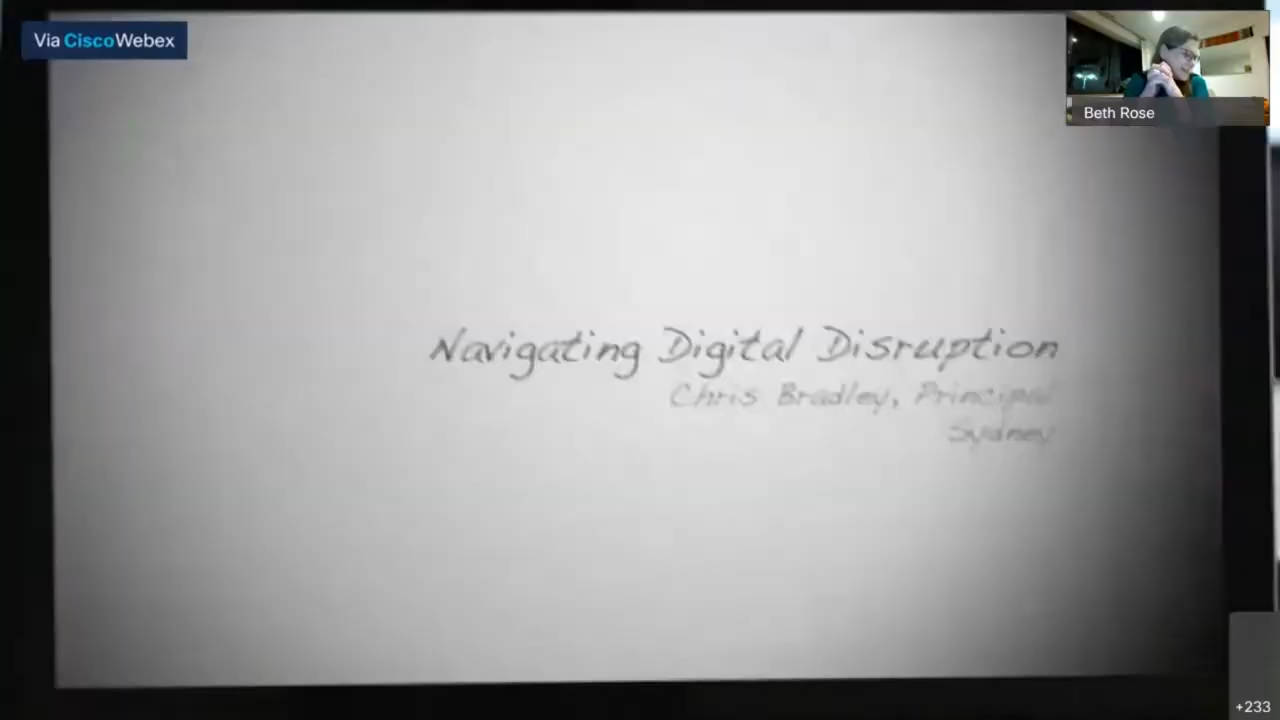 Via CiscoWebex
Beth Rose
Navigating Digital Disruption
Chris Bradley, Principal
Sydney
+233